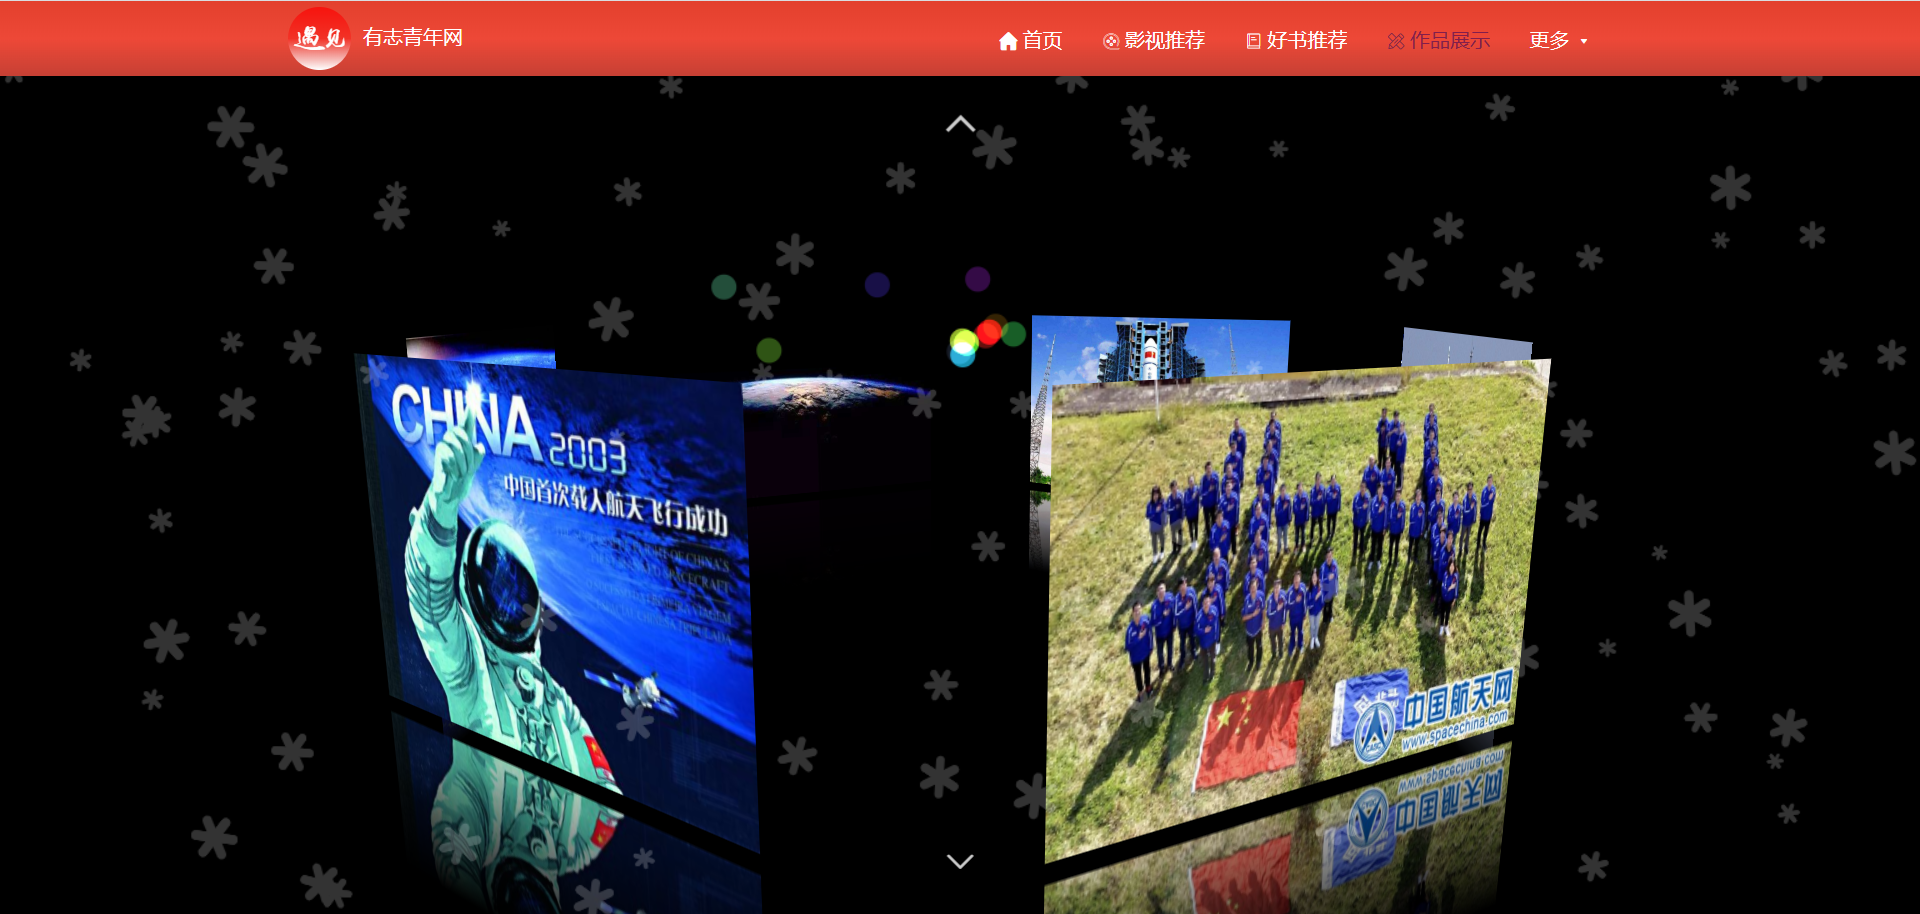 遇见
有志青年网
首页
影视推荐
好书推荐
作品展示
更多
CHINA 2003
中国首次载人航天飞行成功
中国航天网
CASC
www.spacechina.com